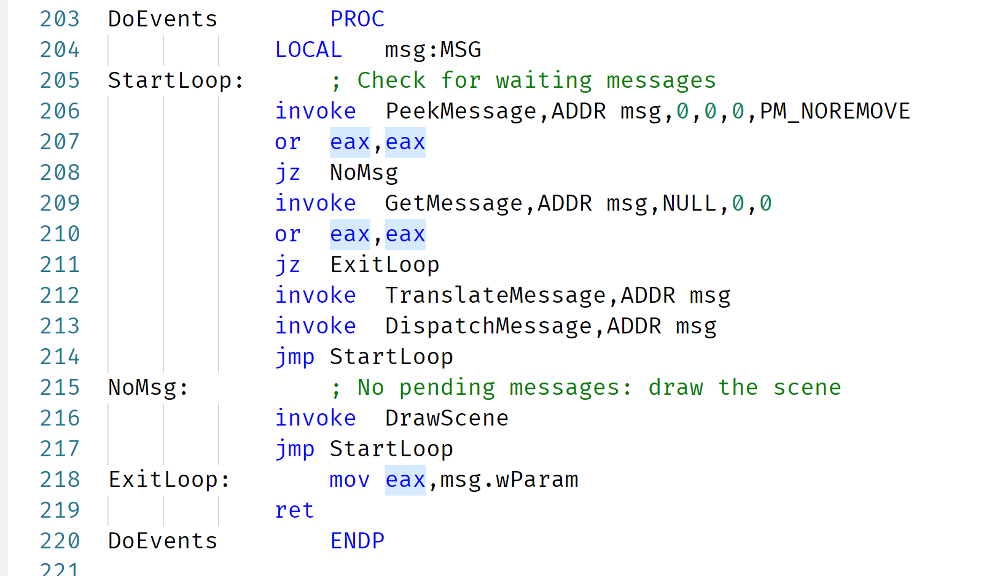 203 DoEvents PROC
204 LOCAL msg:MSG
205 StartLoop: ; Check for waiting messages
206 invoke PeekMessage,ADDR msg,0,0,0,PM_NOREMOVE
207 or eax,eax
208 jz NoMsg
209 invoke GetMessage,ADDR msg,NULL,0,0
210 or eax,eax
211 jz ExitLoop
212 invoke TranslateMessage,ADDR msg
213 invoke DispatchMessage,ADDR msg
214 jmp StartLoop
215 NoMsg: ; No pending messages: draw the scene
216 invoke DrawScene
217 jmp StartLoop
218 ExitLoop: mov eax,msg.wParam
219 ret
220 DoEvents ENDP
221